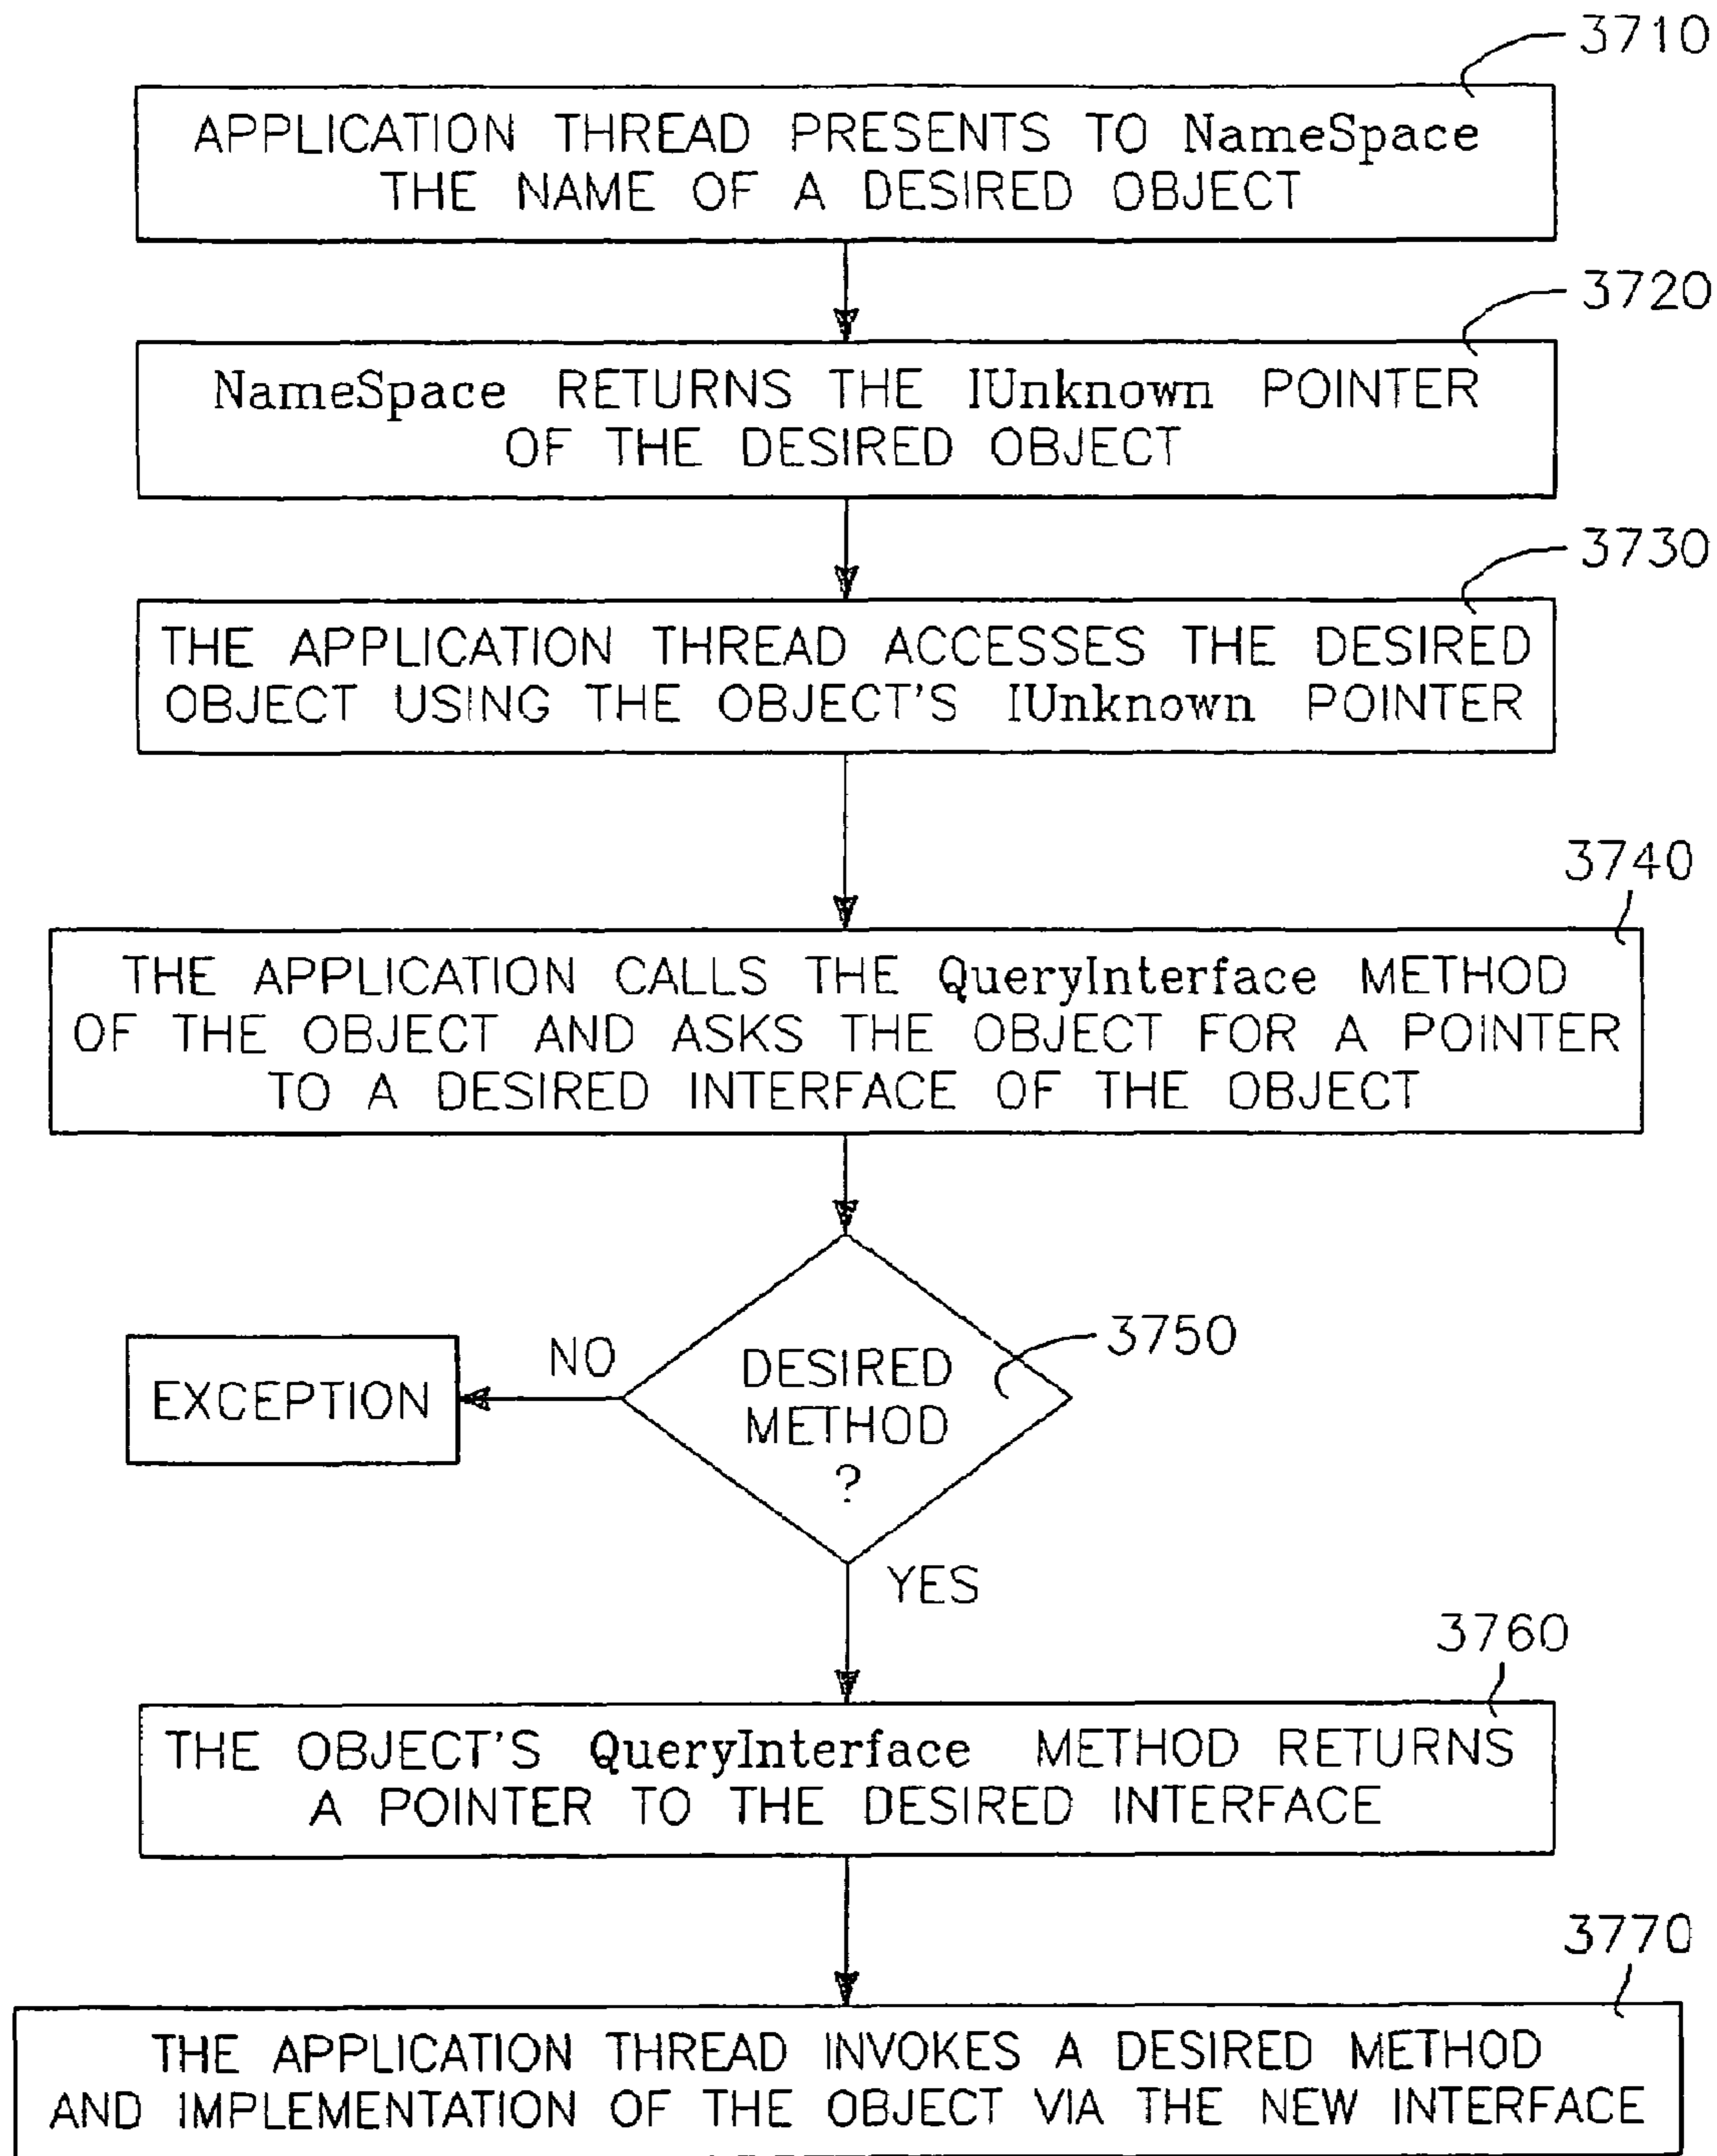 3710
APPLICATION THREAD PRESENTS TO NameSpace
THE NAME OF A DESIRED OBJECT
3720
NameSpace RETURNS THE IUnknown POINTER
OF THE DESIRED OBJECT
3730
THE APPLICATION THREAD ACCESSES THE DESIRED
OBJECT USING THE OBJECT'S IUnknown POINTER
3740
THE APPLICATION CALLS THE QueryInterface METHOD
OF THE OBJECT AND ASKS THE OBJECT FOR A POINTER
TO A DESIRED INTERFACE OF THE OBJECT
3750
NO
DESIRED
METHOD
?
EXCEPTION
YES
3760
THE OBJECT'S QueryInterface METHOD RETURNS
A POINTER TO THE DESIRED INTERFACE
3770
THE APPLICATION THREAD INVOKES A DESIRED METHOD
AND IMPLEMENTATION OF THE OBJECT VIA THE NEW INTERFACE